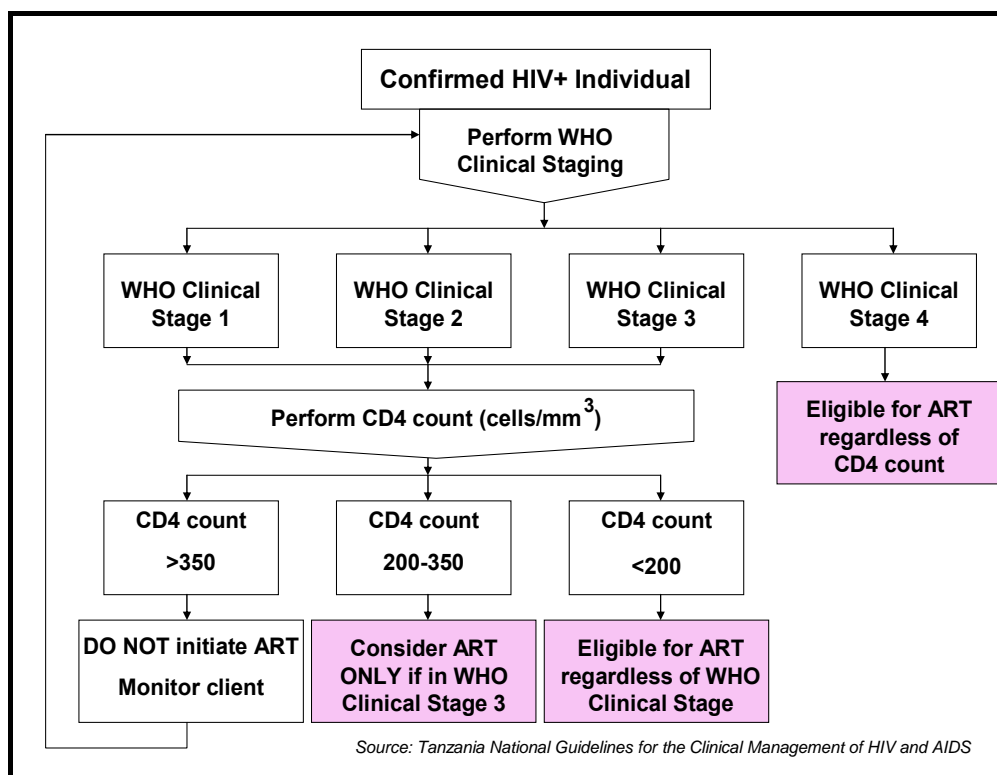 Confirmed HIV+ Individual
Perform WHO
Clinical Staging
WHO Clinical
Stage 1
WHO Clinical
Stage 2
WHO Clinical
Stage 3
WHO Clinical
Stage 4
Perform CD4 count (cells/mm³)
Eligible for ART
regardless of
CD4 count
CD4 count
>350
CD4 count
200-350
CD4 count
<200
DO NOT initiate ART
Monitor client
Consider ART
ONLY if in WHO
Clinical Stage 3
Eligible for ART
regardless of WHO
Clinical Stage
Source: Tanzania National Guidelines for the Clinical Management of HIV and AIDS